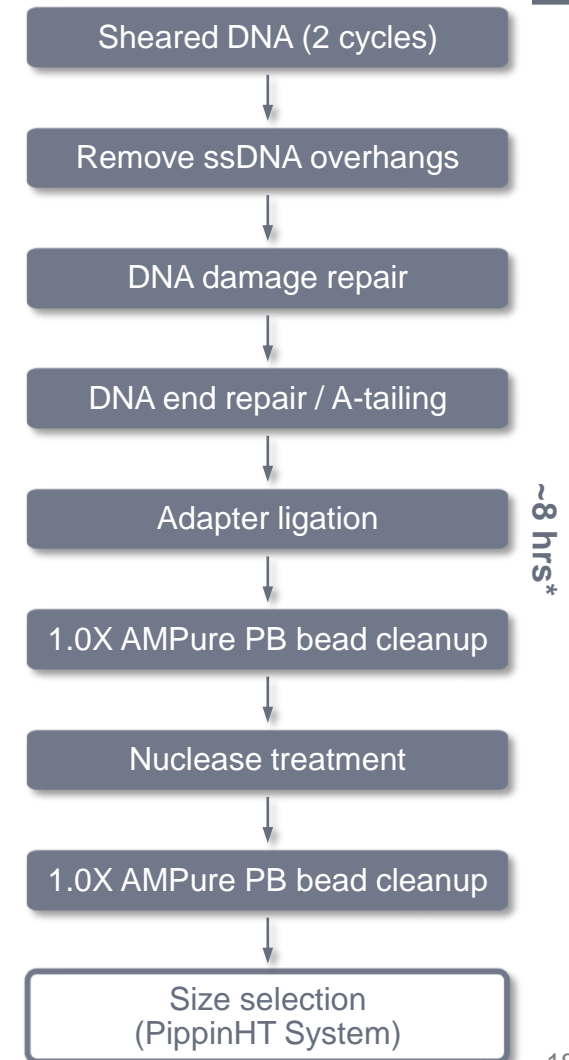 Sheared DNA (2 cycles)
Remove ssDNA overhangs
DNA damage repair
DNA end repair / A-tailing
Adapter ligation
~8 hrs*
1.0X AMPure PB bead cleanup
Nuclease treatment
1.0X AMPure PB bead cleanup
Size selection
(PippinHT System)